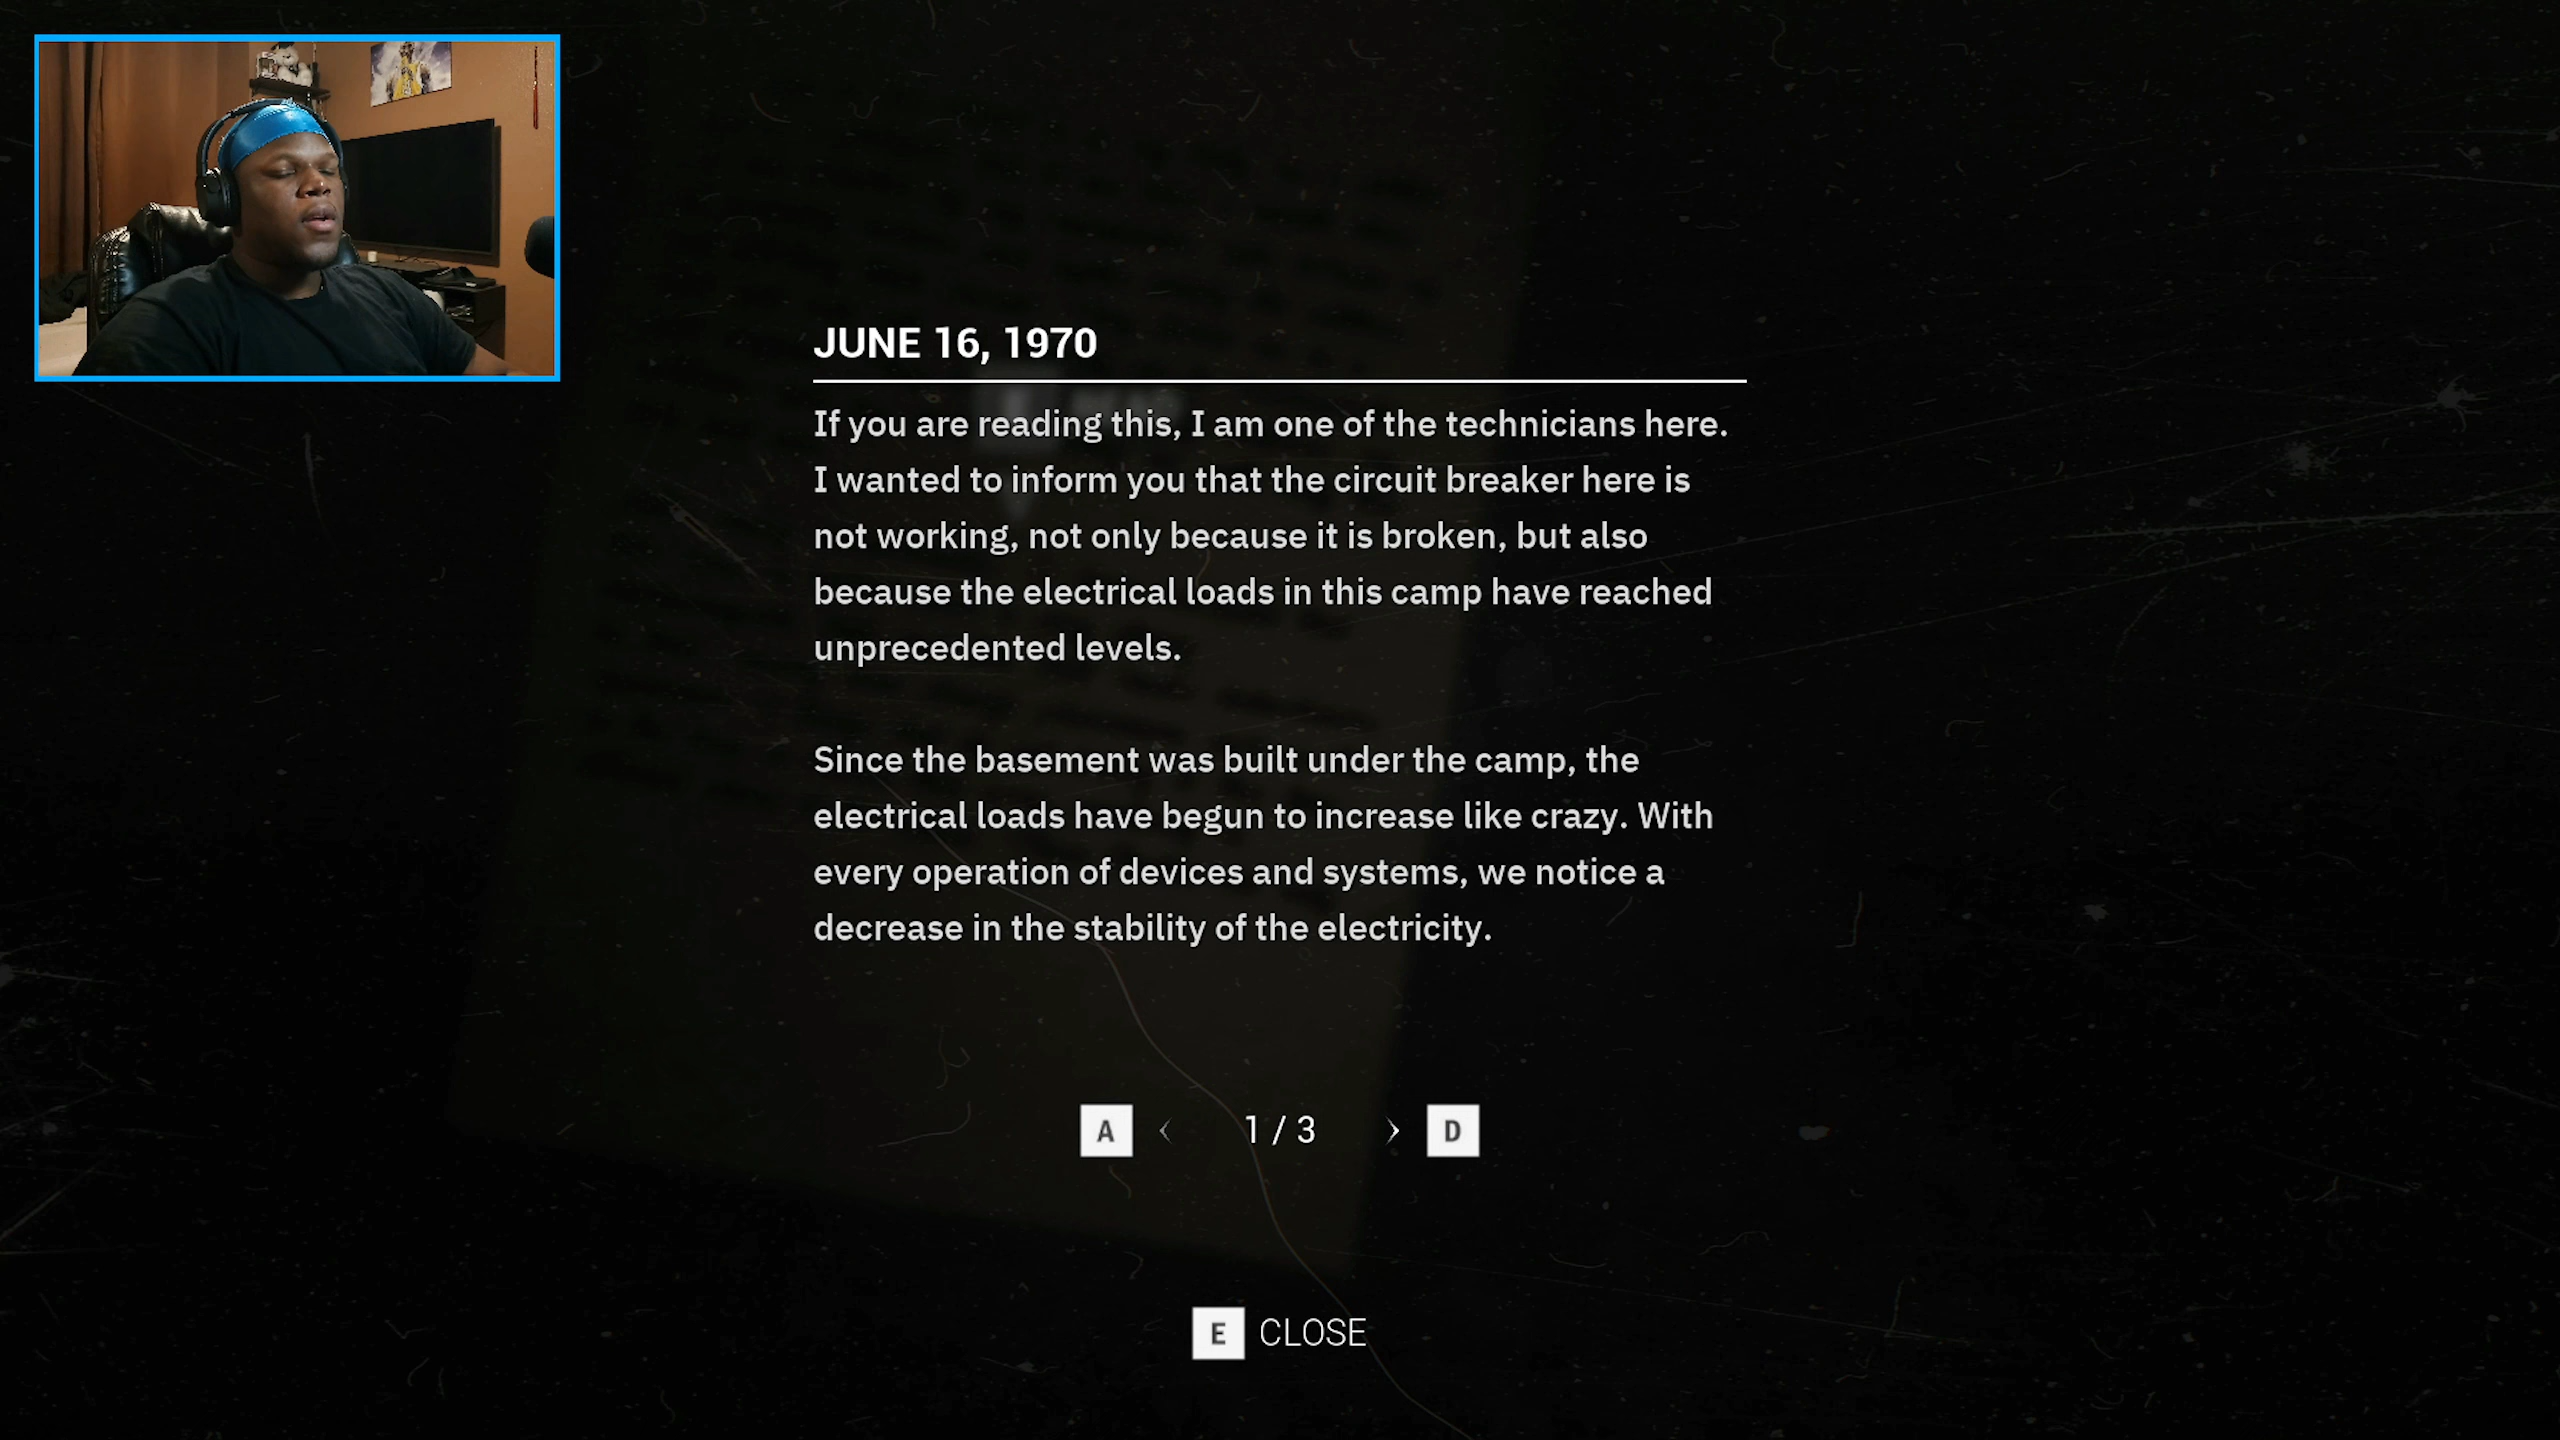 JUNE 16, 1970
If you are reading this, I am one of the technicians here.
I wanted to inform you that the circuit breaker here is
not working, not only because it is broken, but also
because the electrical loads in this camp have reached
unprecedented levels.
Since the basement was built under the camp, the
electrical loads have begun to increase like crazy. With
every operation of devices and systems, we notice a
decrease in the stability of the electricity.
A < 1 / 3 > D
E CLOSE